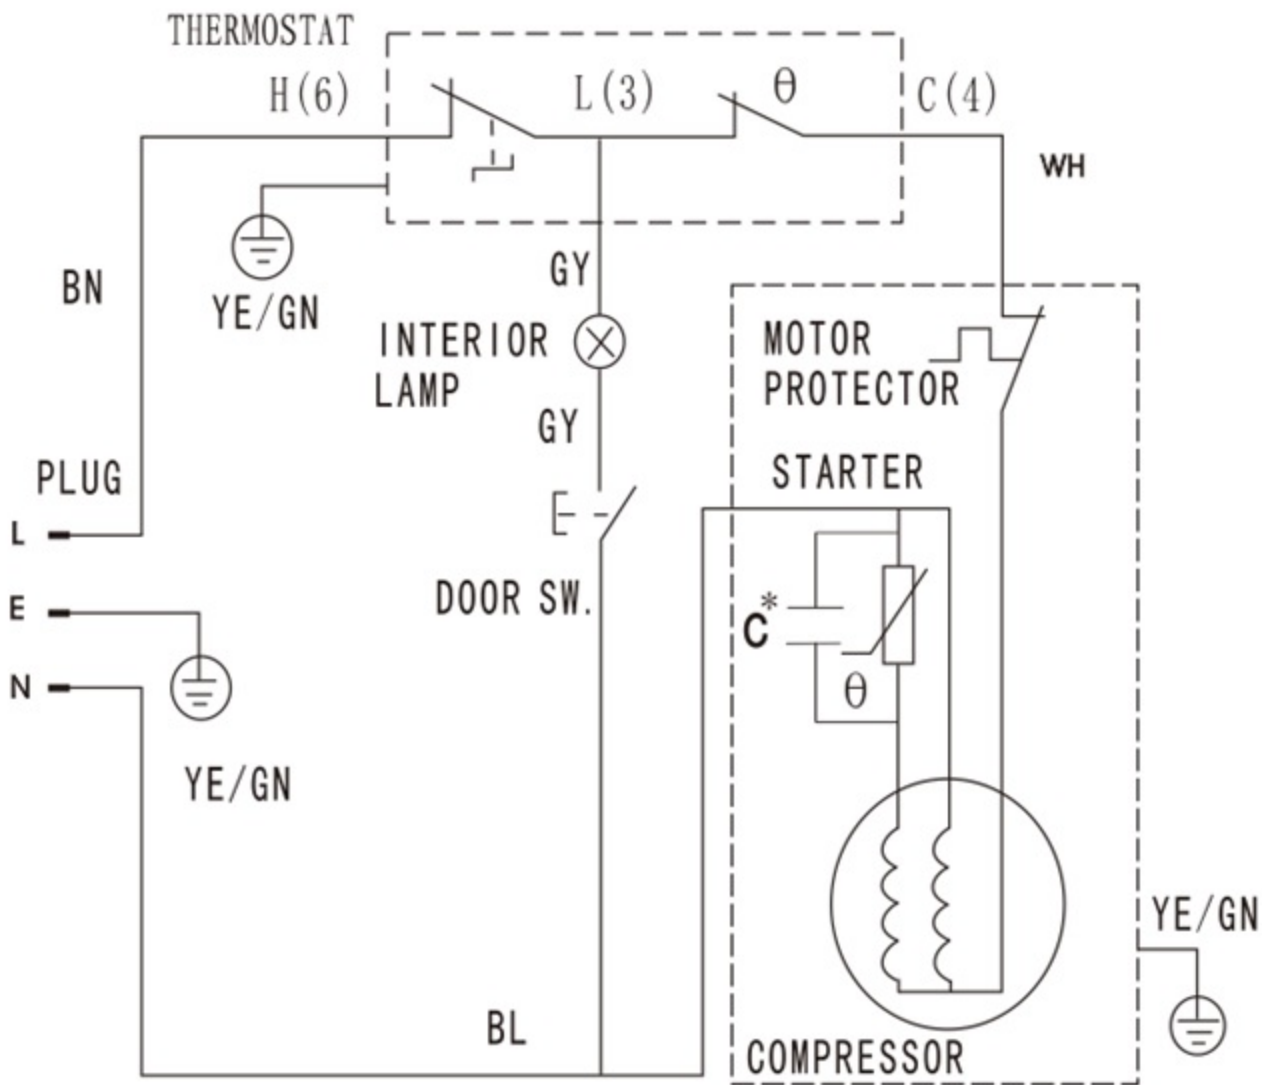 THERMOSTAT
H(6)
L(3)
θ
C(4)
WH
BN
YE/GN
GY
INTERIOR
LAMP
GY
MOTOR
PROTECTOR
PLUG
STARTER
L
DOOR SW.
C*
E
θ
N
YE/GN
YE/GN
BL
COMPRESSOR